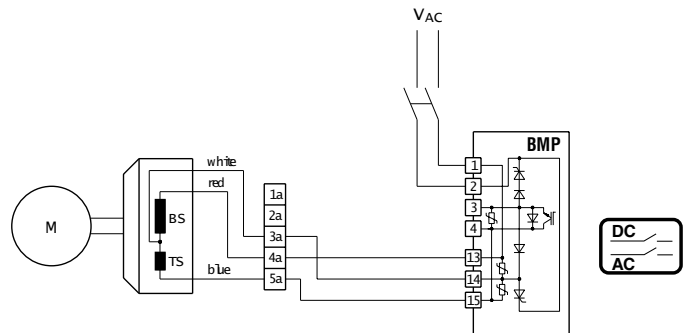 VAC
BMP
white
red
blue
M
BS
TS
1a
2a
3a
4a
5a
1
2
3
4
13
14
15
DC
AC